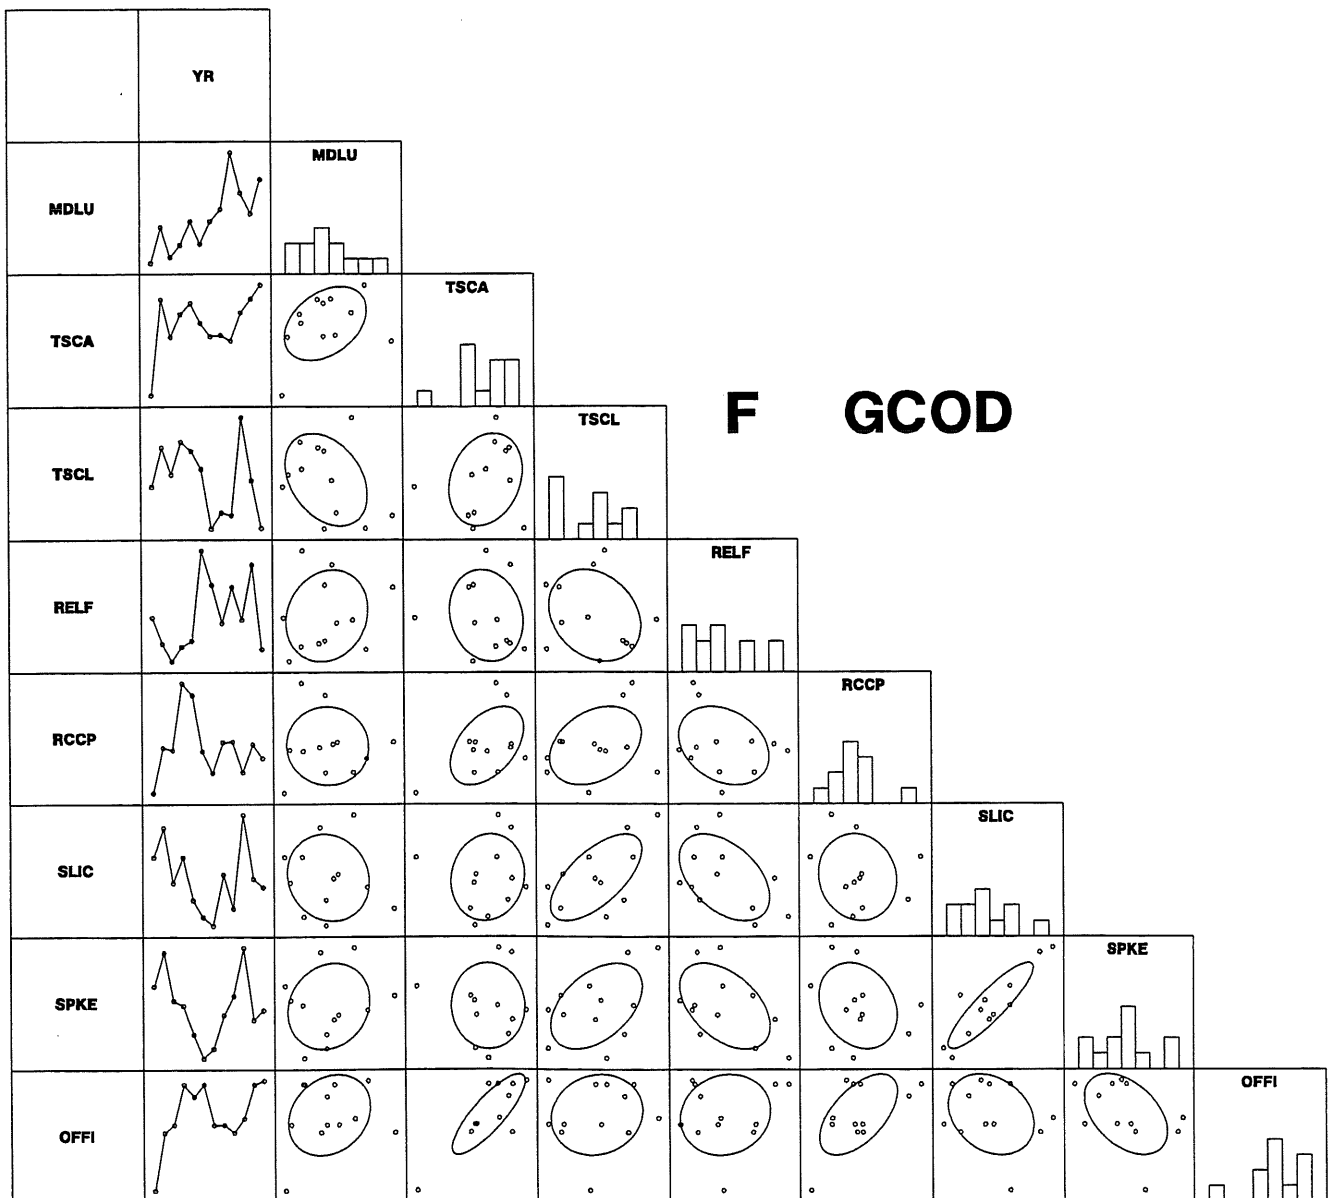 YR
MDLU
MDLU
TSCA
TSCA
F GCOD
TSCL
TSCL
RELF
RELF
RCCP
RCCP
SLIC
SLIC
SPKE
SPKE
OFFI
OFFI